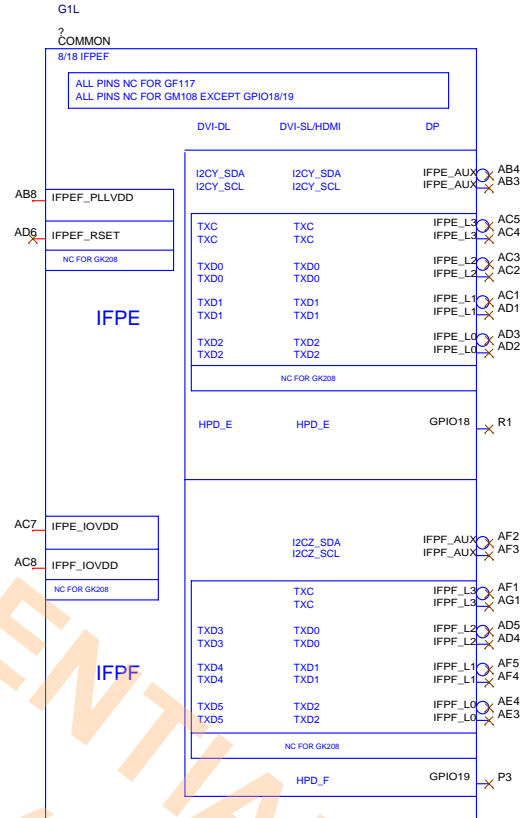 G1L
?
COMMON
8/18 IFPEF
ALL PINS NC FOR GF117
ALL PINS NC FOR GM108 EXCEPT GPIO18/19
DVI-DL DVI-SL/HDMI DP
I2CY_SDA I2CY_SDA IFPE_AUX AB4
I2CY_SCL I2CY_SCL IFPE_AUX AB3
AB8 IFPEF_PLLVDD
TXC TXC IFPE_L3 AC5
TXC TXC IFPE_L3 AC4
AD6 IFPEF_RSET
NC FOR GK208
TXD0 TXD0 IFPE_L2 AC3
TXD0 TXD0 IFPE_L2 AC2
TXD1 TXD1 IFPE_L1 AC1
TXD1 TXD1 IFPE_L1 AD1
IFPE
TXD2 TXD2 IFPE_L0 AD3
TXD2 TXD2 IFPE_L0 AD2
NC FOR GK208
HPD_E HPD_E GPIO18 R1
AC7 IFPE_IOVDD
I2CZ_SDA IFPF_AUX AF2
I2CZ_SCL IFPF_AUX AF3
AC8 IFPF_IOVDD
NC FOR GK208
TXC IFPF_L3 AF1
TXC IFPF_L3 AG1
TXD3 TXD0 IFPF_L2 AD5
TXD3 TXD0 IFPF_L2 AD4
TXD4 TXD1 IFPF_L1 AF5
TXD4 TXD1 IFPF_L1 AF4
IFPF
TXD5 TXD2 IFPF_L0 AE4
TXD5 TXD2 IFPF_L0 AE3
NC FOR GK208
HPD_F GPIO19 P3
ENTIA